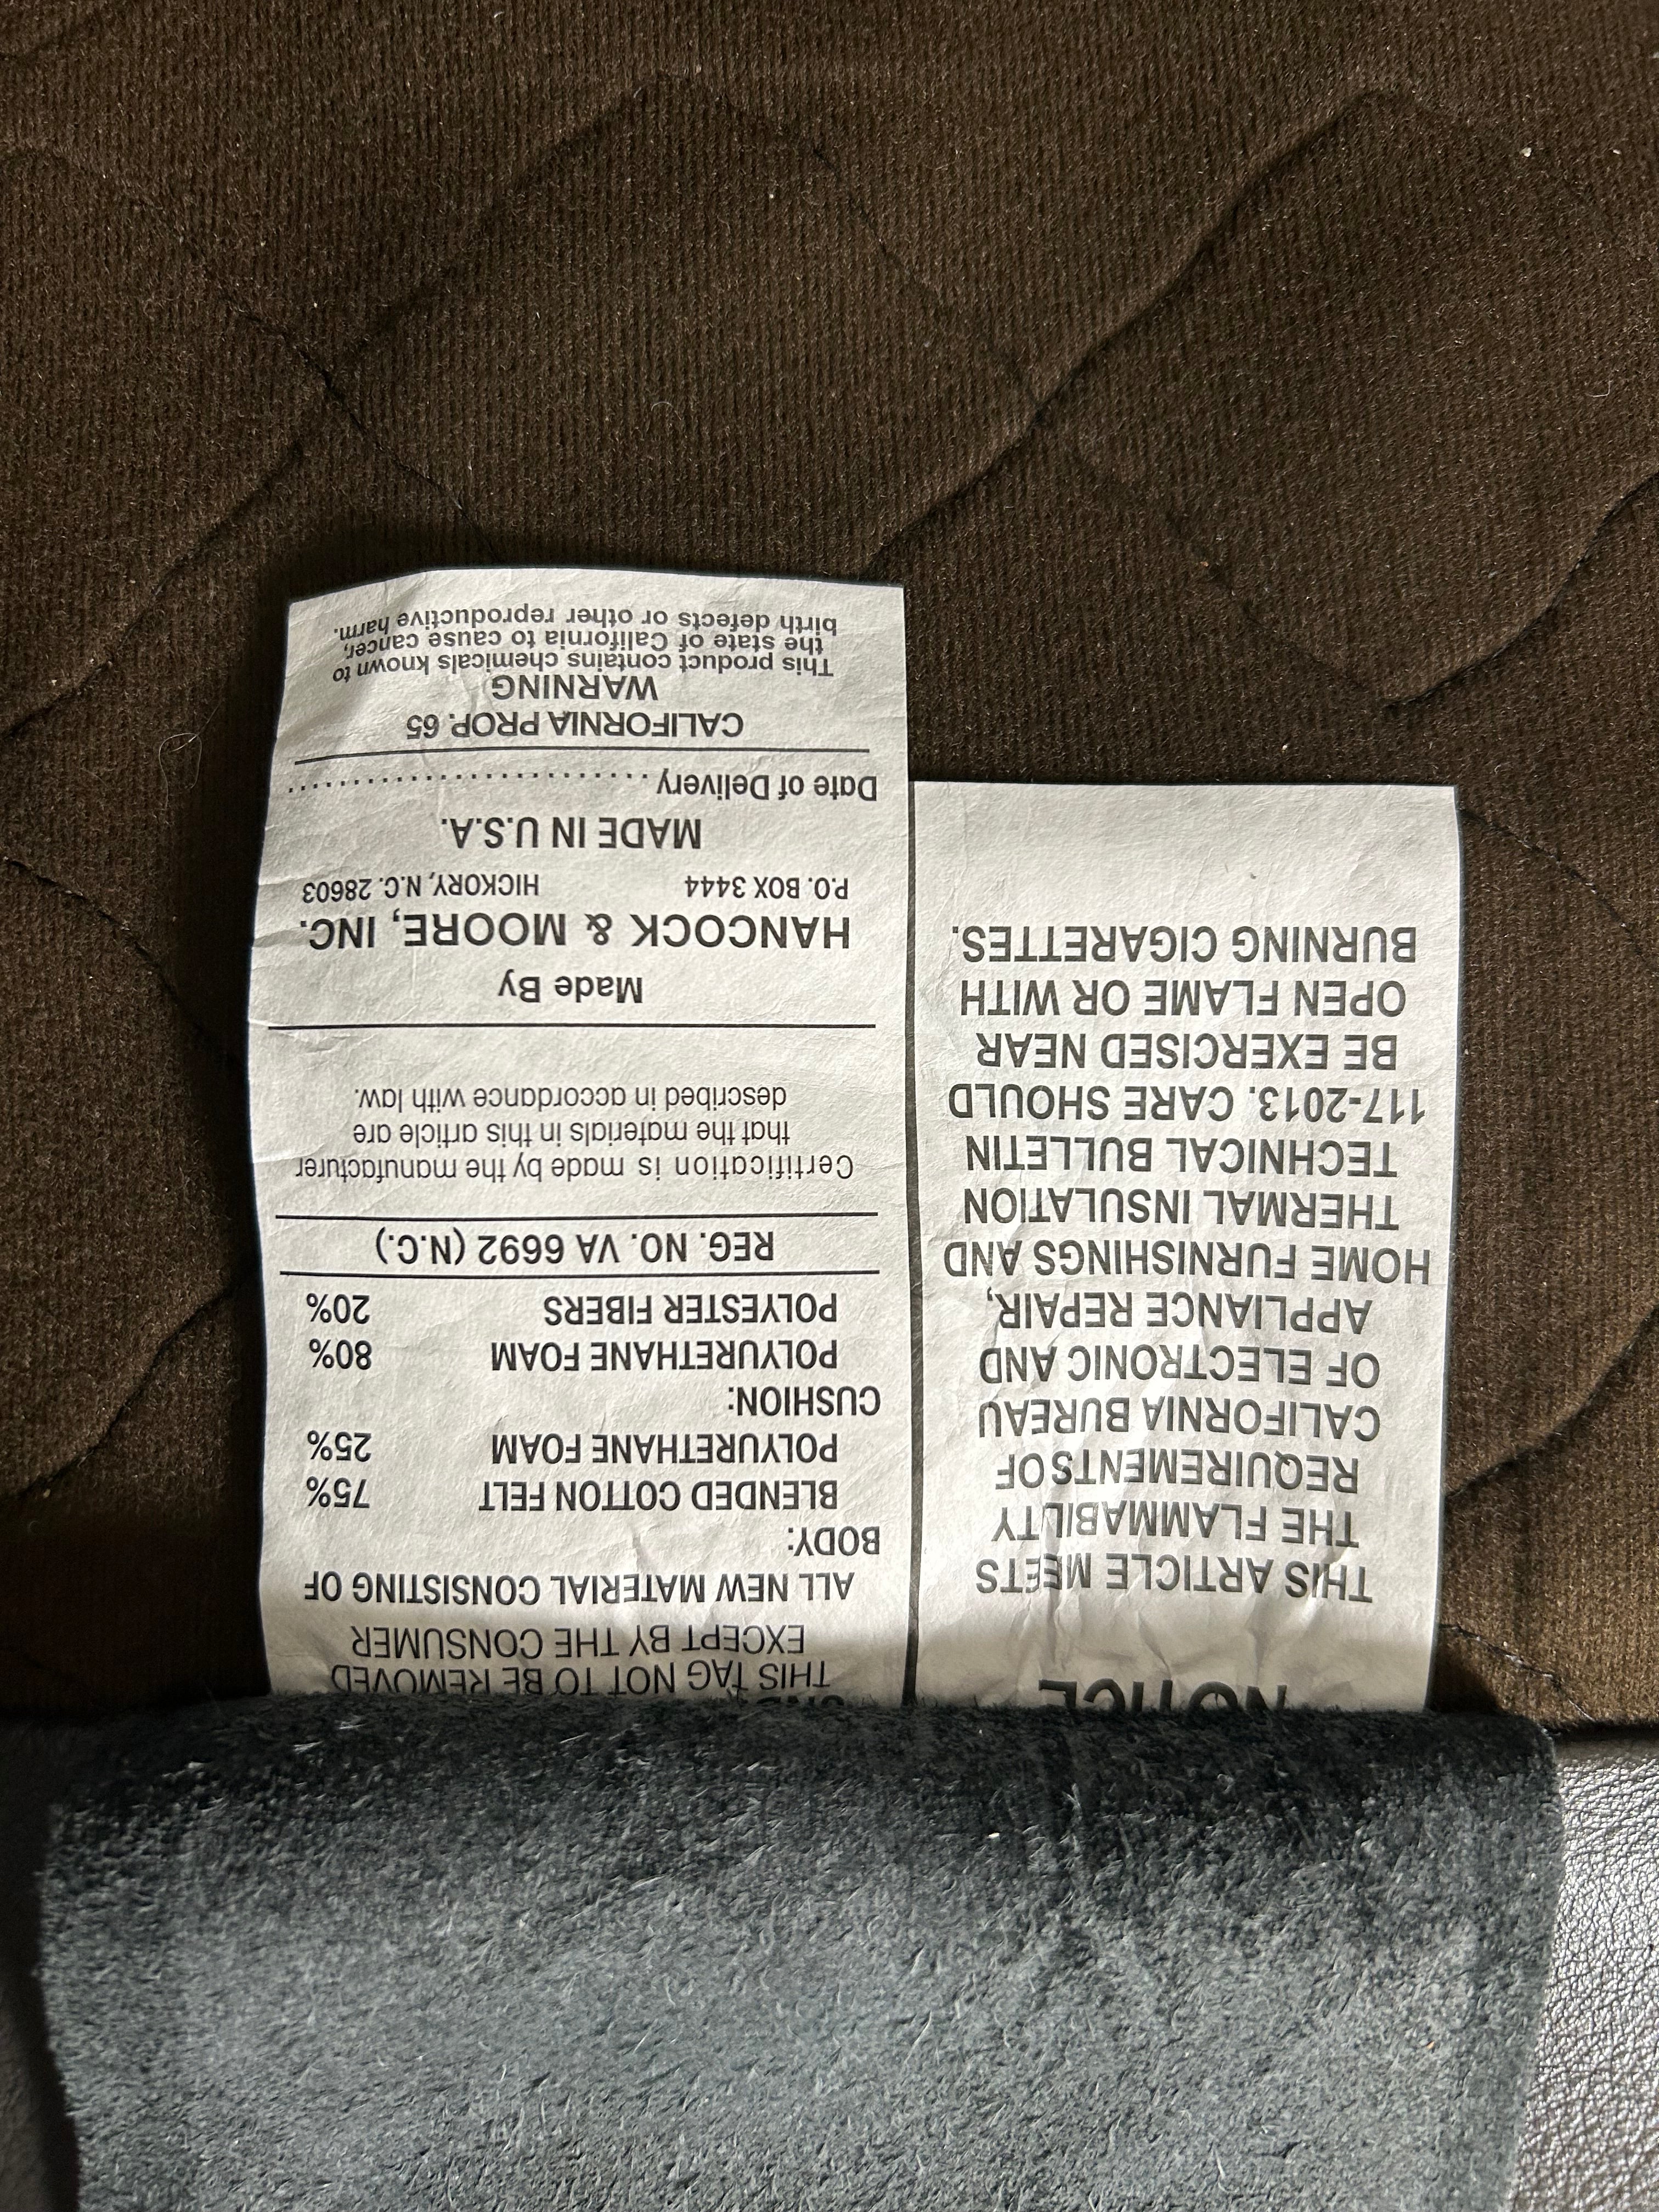 THIS TAG NOT TO BE REMOVED
EXCEPT BY THE CONSUMER
ALL NEW MATERIAL CONSISTING OF
BODY:
BLENDED COTTON FELT 75%
POLYURETHANE FOAM 25%
CUSHION:
POLYURETHANE FOAM 80%
POLYESTER FIBERS 20%
REG. NO. VA 6692 (N.C.)
Certification is made by the manufacturer
that the materials in this article are
described in accordance with law.
Made By
HANCOCK & MOORE, INC.
P.O. BOX 3444 HICKORY, N.C. 28603
MADE IN U.S.A.
Date of Delivery ..........................
CALIFORNIA PROP. 65
WARNING
This product contains chemicals known to
the state of California to cause cancer,
birth defects or other reproductive harm.
NOTICE
THIS ARTICLE MEETS
THE FLAMMABILITY
REQUIREMENTS OF
CALIFORNIA BUREAU
OF ELECTRONIC AND
APPLIANCE REPAIR,
HOME FURNISHINGS AND
THERMAL INSULATION
TECHNICAL BULLETIN
117-2013. CARE SHOULD
BE EXERCISED NEAR
OPEN FLAME OR WITH
BURNING CIGARETTES.